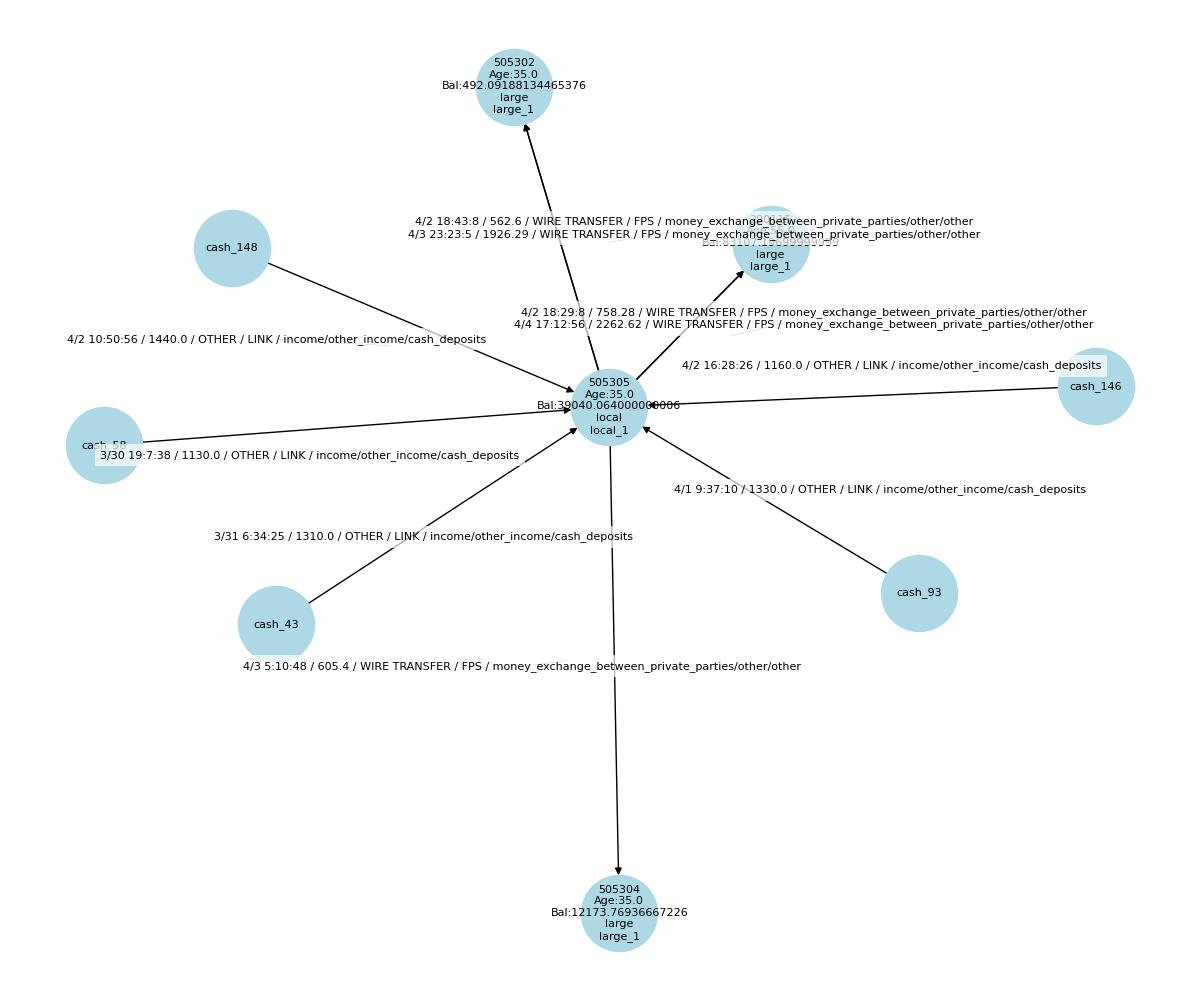 505302
Age:35.0
Bal:492.09188134465376
large
large_1
4/2 18:43:8 / 562.6 / WIRE TRANSFER / FPS / money_exchange_between_private_parties/other/other
4/3 23:23:5 / 1926.29 / WIRE TRANSFER / FPS / money_exchange_between_private_parties/other/other
large
large_1
cash_148
4/2 18:29:8 / 758.28 / WIRE TRANSFER / FPS / money_exchange_between_private_parties/other/other
4/4 17:12:56 / 2262.62 / WIRE TRANSFER / FPS / money_exchange_between_private_parties/other/other
4/2 10:50:56 / 1440.0 / OTHER / LINK / income/other_income/cash_deposits
4/2 16:28:26 / 1160.0 / OTHER / LINK / income/other_income/cash_deposits
cash_146
505305
Age:35.0
local
local_1
cash_58
3/30 19:7:38 / 1130.0 / OTHER / LINK / income/other_income/cash_deposits
4/1 9:37:10 / 1330.0 / OTHER / LINK / income/other_income/cash_deposits
3/31 6:34:25 / 1310.0 / OTHER / LINK / income/other_income/cash_deposits
cash_93
cash_43
4/3 5:10:48 / 605.4 / WIRE TRANSFER / FPS / money_exchange_between_private_parties/other/other
505304
Age:35.0
Bal:12173.76936667226
large
large_1